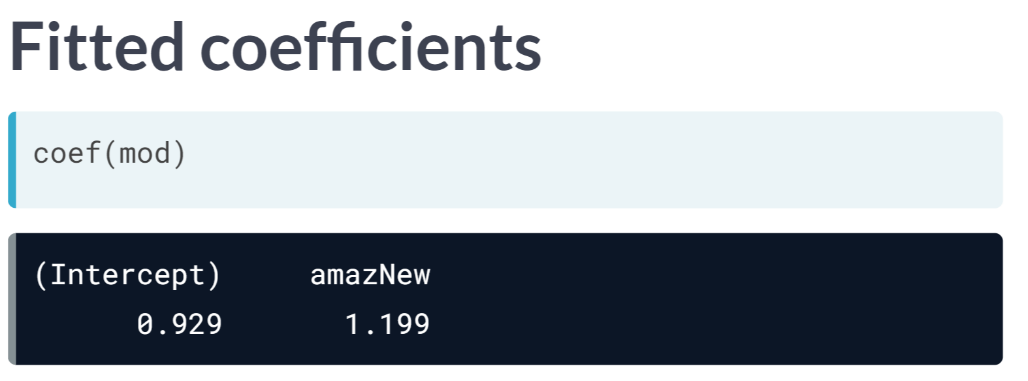 Fitted coefficients
coef(mod)
(Intercept) amazNew
0.929 1.199